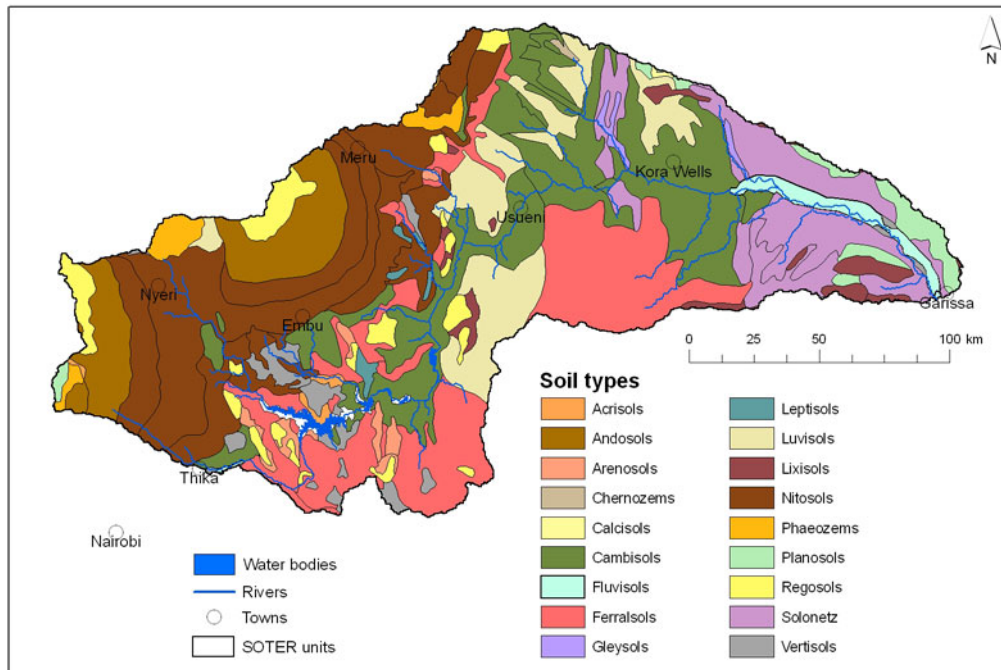 N
Meru
Kora Wells
Usueni
Nyeri
Garissa
Embu
0 25 50 100 km
Thika
Nairobi
Soil types
Acrisols
Andosols
Arenosols
Chernozems
Calcisols
Cambisols
Fluvisols
Ferralsols
Gleysols
Leptisols
Luvisols
Lixisols
Nitosols
Phaeozems
Planosols
Regosols
Solonetz
Vertisols
Water bodies
Rivers
Towns
SOTER units